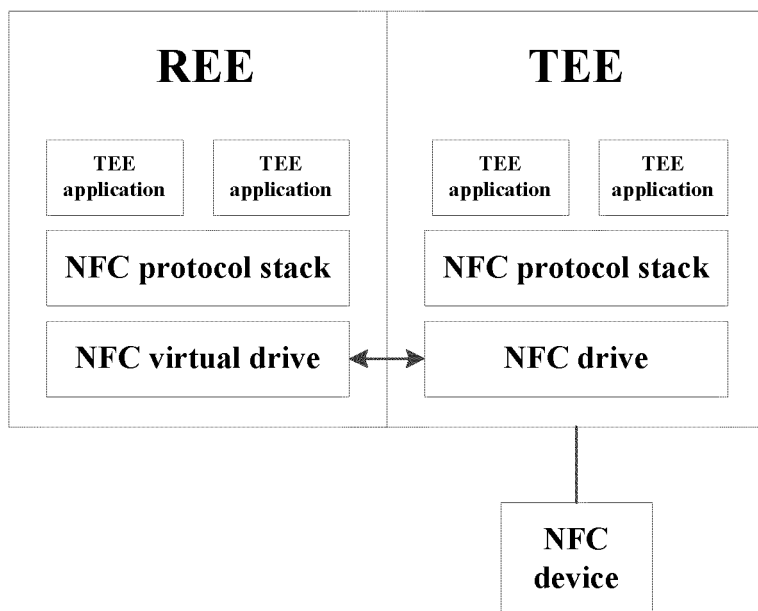 REE
TEE
TEE
application
TEE
application
TEE
application
TEE
application
NFC protocol stack
NFC protocol stack
NFC virtual drive
NFC drive
NFC
device